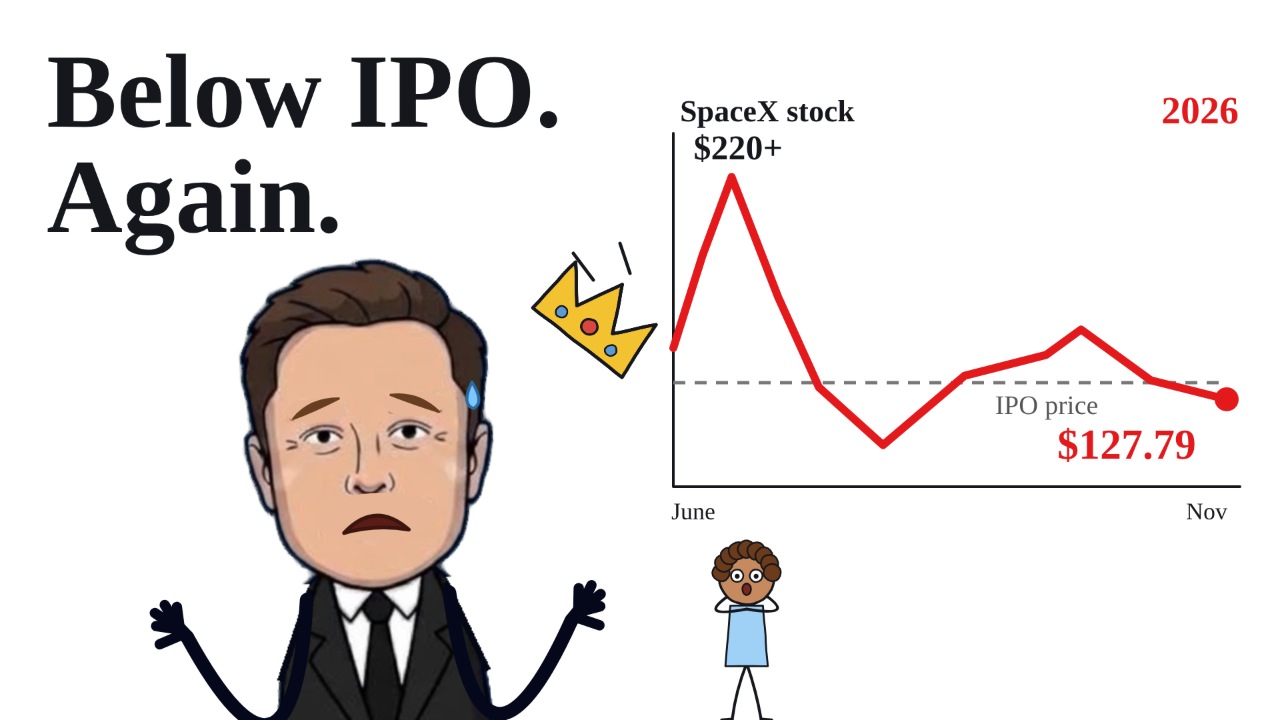 Below IPO.
Again.
SpaceX stock
$220+
2026
IPO price
$127.79
June
Nov